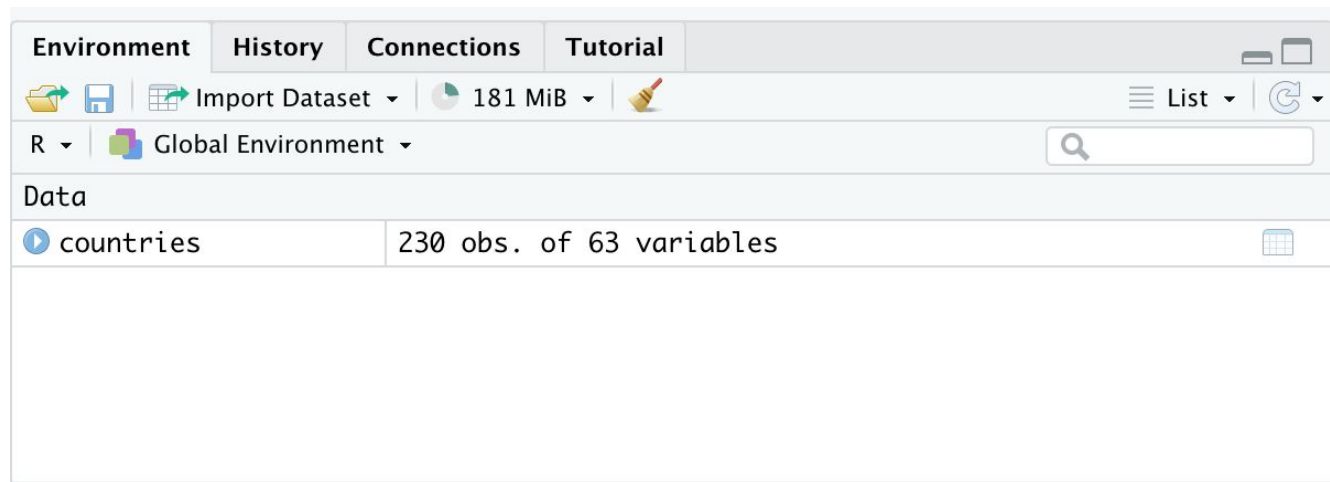 Environment History Connections Tutorial
Import Dataset 181 MiB List
R Global Environment
Data
countries 230 obs. of 63 variables